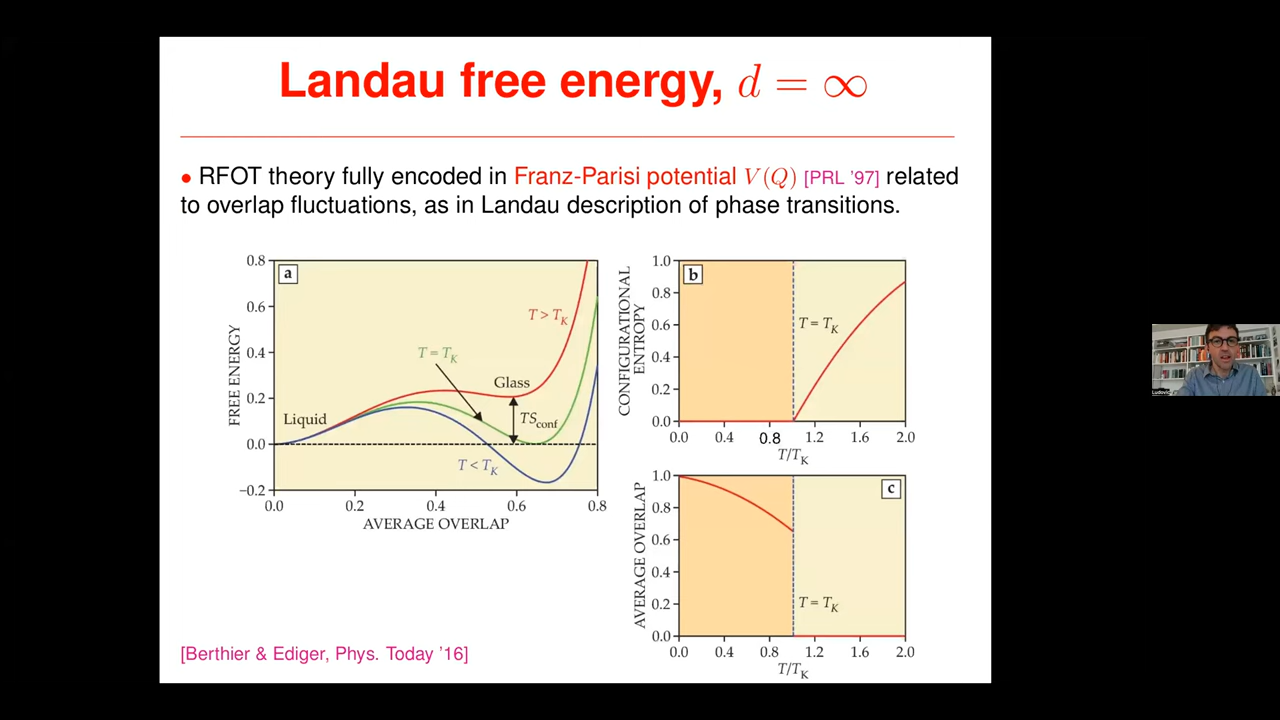 Landau free energy, d = ∞
• RFOT theory fully encoded in Franz-Parisi potential V(Q) [PRL '97] related
to overlap fluctuations, as in Landau description of phase transitions.
a
0.8
0.6
0.4
0.2
0.0
−0.2
FREE ENERGY
T > T_K
T = T_K
Glass
Liquid
TS_conf
T < T_K
0.0 0.2 0.4 0.6 0.8
AVERAGE OVERLAP
b
1.0
0.8
0.6
0.4
0.2
0.0
CONFIGURATIONAL
ENTROPY
T = T_K
0.0 0.4 0.8 1.2 1.6 2.0
T/T_K
c
1.0
0.8
0.6
0.4
0.2
0.0
AVERAGE OVERLAP
T = T_K
0.0 0.4 0.8 1.2 1.6 2.0
T/T_K
[Berthier & Ediger, Phys. Today '16]